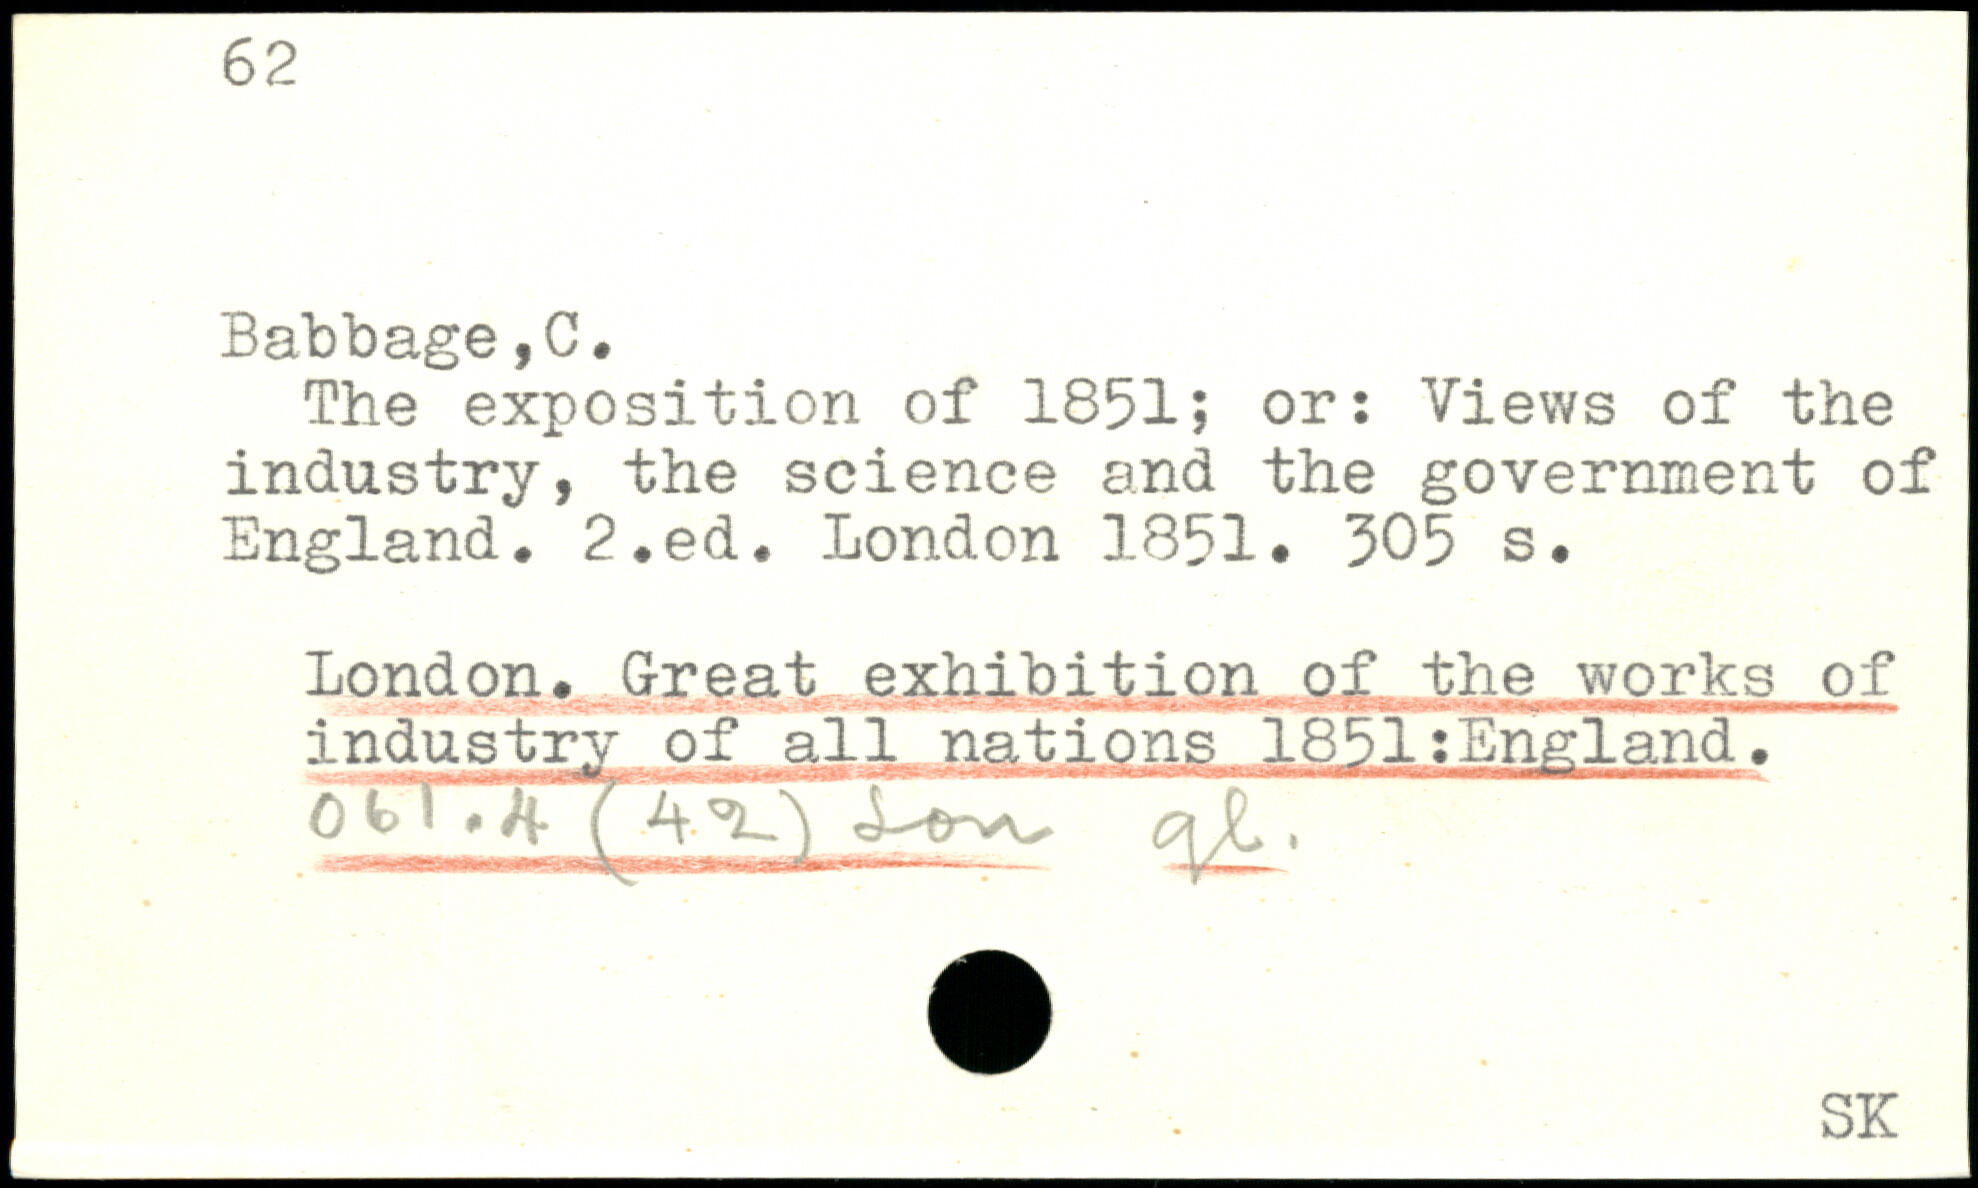 62
Babbage,C.
The exposition of 1851; or: Views of the
industry, the science and the government of
England. 2.ed. London 1851. 305 s.
London. Great exhibition of the works of
industry of all nations 1851:England.
061.4 (42) Lon gl.
SK